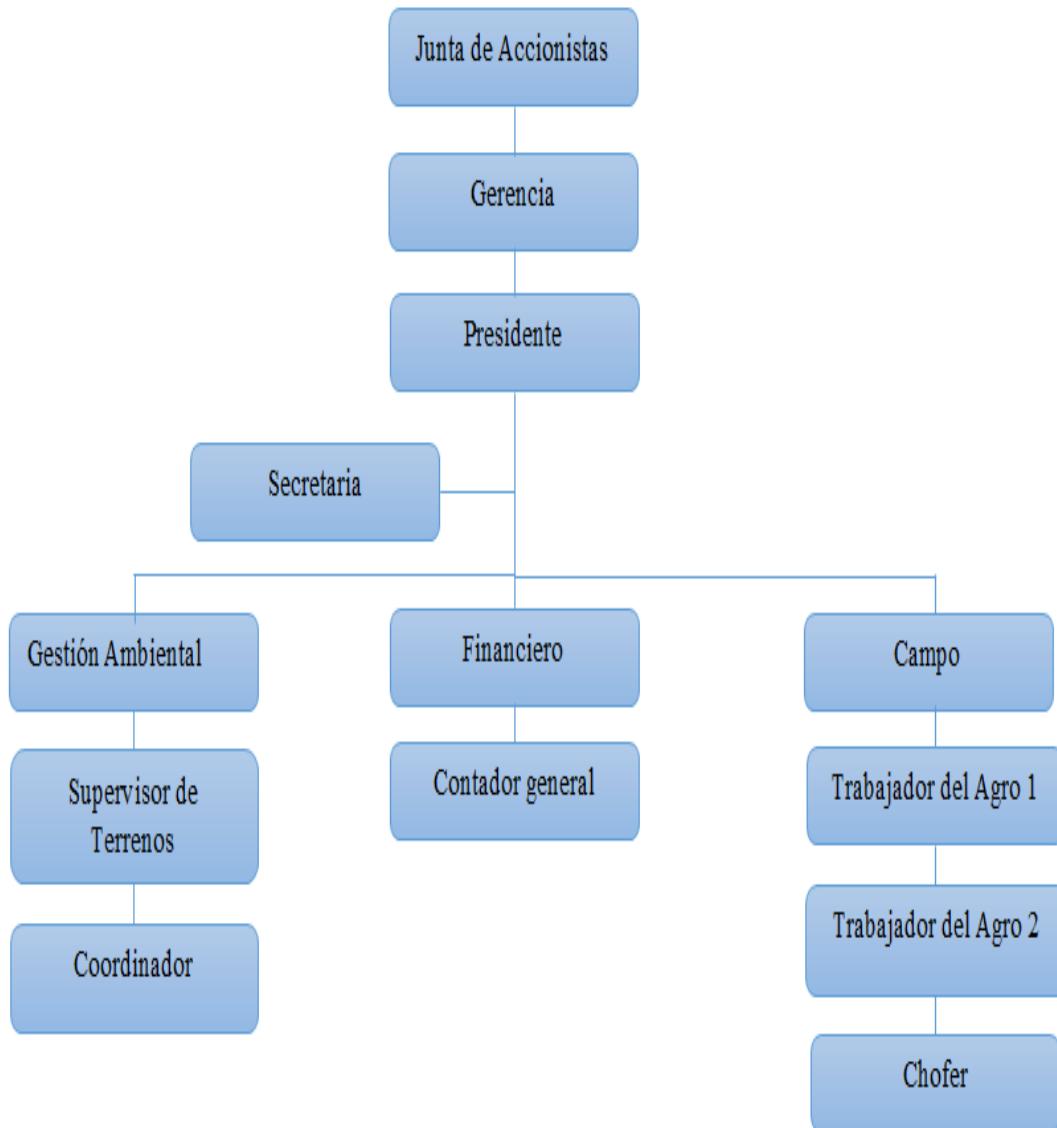 Junta de Accionistas
Gerencia
Presidente
Secretaria
Gestión Ambiental
Financiero
Campo
Supervisor de
Terrenos
Contador general
Trabajador del Agro 1
Coordinador
Trabajador del Agro 2
Chofer